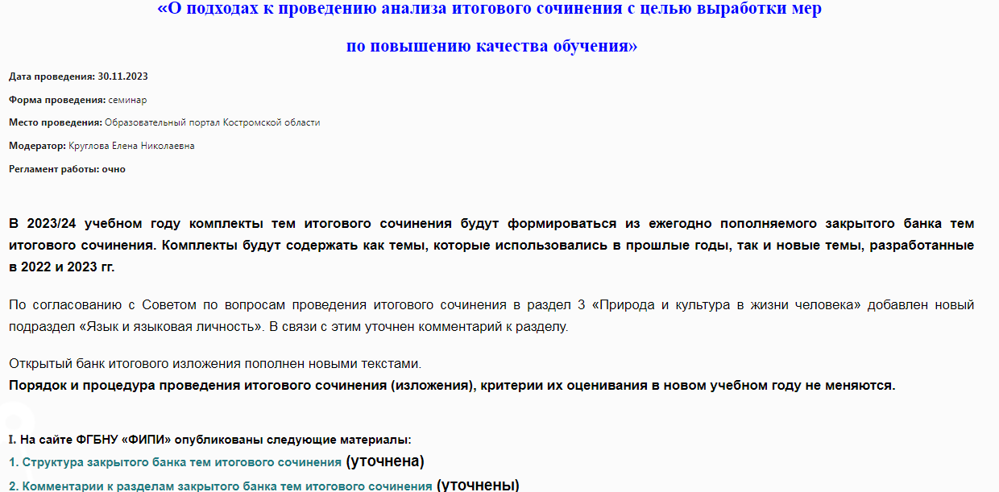 «О подходах к проведению анализа итогового сочинения с целью выработки мер
по повышению качества обучения»
Дата проведения: 30.11.2023
Форма проведения: семинар
Место проведения: Образовательный портал Костромской области
Модератор: Круглова Елена Николаевна
Регламент работы: очно
В 2023/24 учебном году комплекты тем итогового сочинения будут формироваться из ежегодно пополняемого закрытого банка тем
итогового сочинения. Комплекты будут содержать как темы, которые использовались в прошлые годы, так и новые темы, разработанные
в 2022 и 2023 гг.
По согласованию с Советом по вопросам проведения итогового сочинения в раздел 3 «Природа и культура в жизни человека» добавлен новый
подраздел «Язык и языковая личность». В связи с этим уточнен комментарий к разделу.
Открытый банк итогового изложения пополнен новыми текстами.
Порядок и процедура проведения итогового сочинения (изложения), критерии их оценивания в новом учебном году не меняются.
I. На сайте ФГБНУ «ФИПИ» опубликованы следующие материалы:
1. Структура закрытого банка тем итогового сочинения (уточнена)
2. Комментарии к разделам закрытого банка тем итогового сочинения (уточнены)